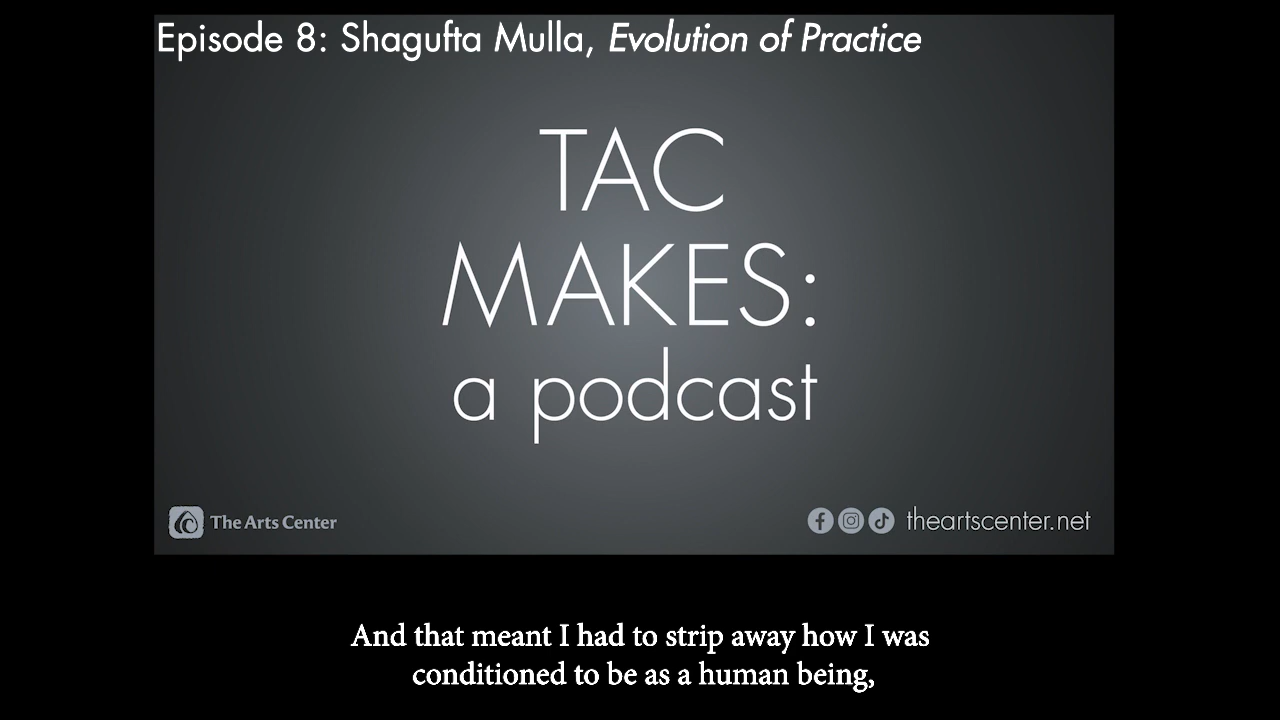 Episode 8: Shagufta Mulla, Evolution of Practice
TAC
MAKES:
a podcast
The Arts Center
theartscenter.net
And that meant I had to strip away how I was
conditioned to be as a human being,